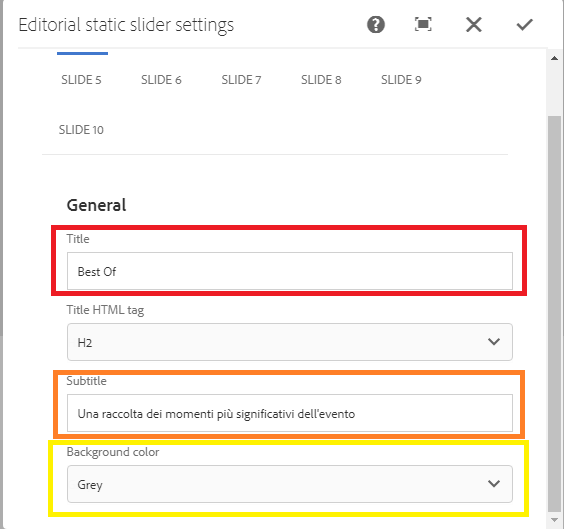 Editorial static slider settings
SLIDE 5 SLIDE 6 SLIDE 7 SLIDE 8 SLIDE 9
SLIDE 10
General
Title
Best Of
Title HTML tag
H2
Subtitle
Una raccolta dei momenti più significativi dell'evento
Background color
Grey